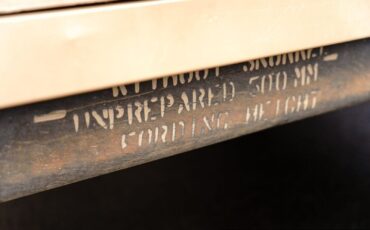 WITHOUT SNORKEL
UNPREPARED 500 MM
FORDING HEIGHT